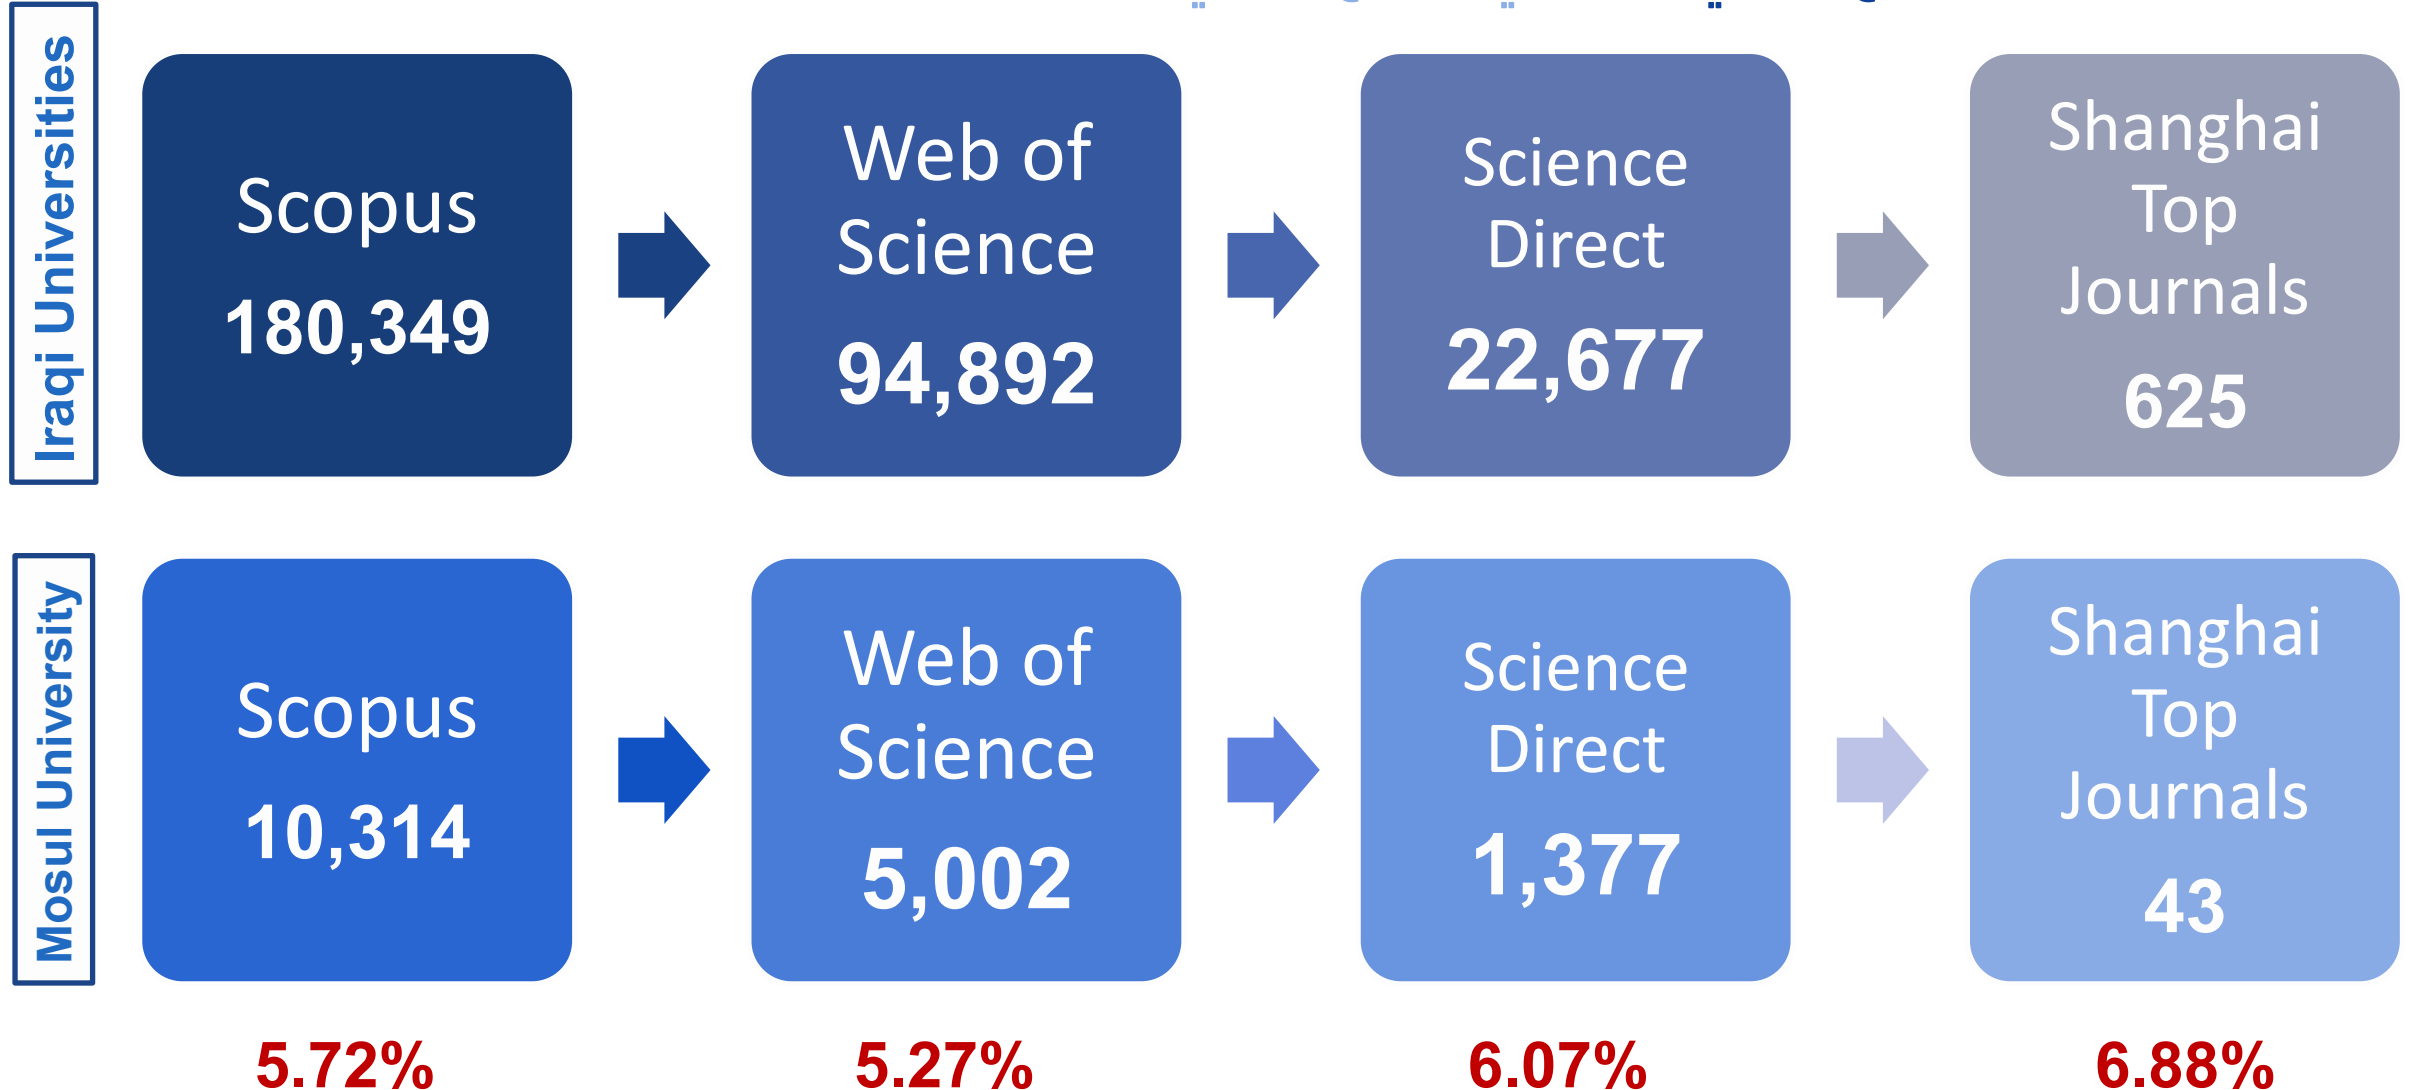 Iraqi Universities
Scopus
180,349
Web of
Science
94,892
Science
Direct
22,677
Shanghai
Top
Journals
625
Mosul University
Scopus
10,314
Web of
Science
5,002
Science
Direct
1,377
Shanghai
Top
Journals
43
5.72%
5.27%
6.07%
6.88%